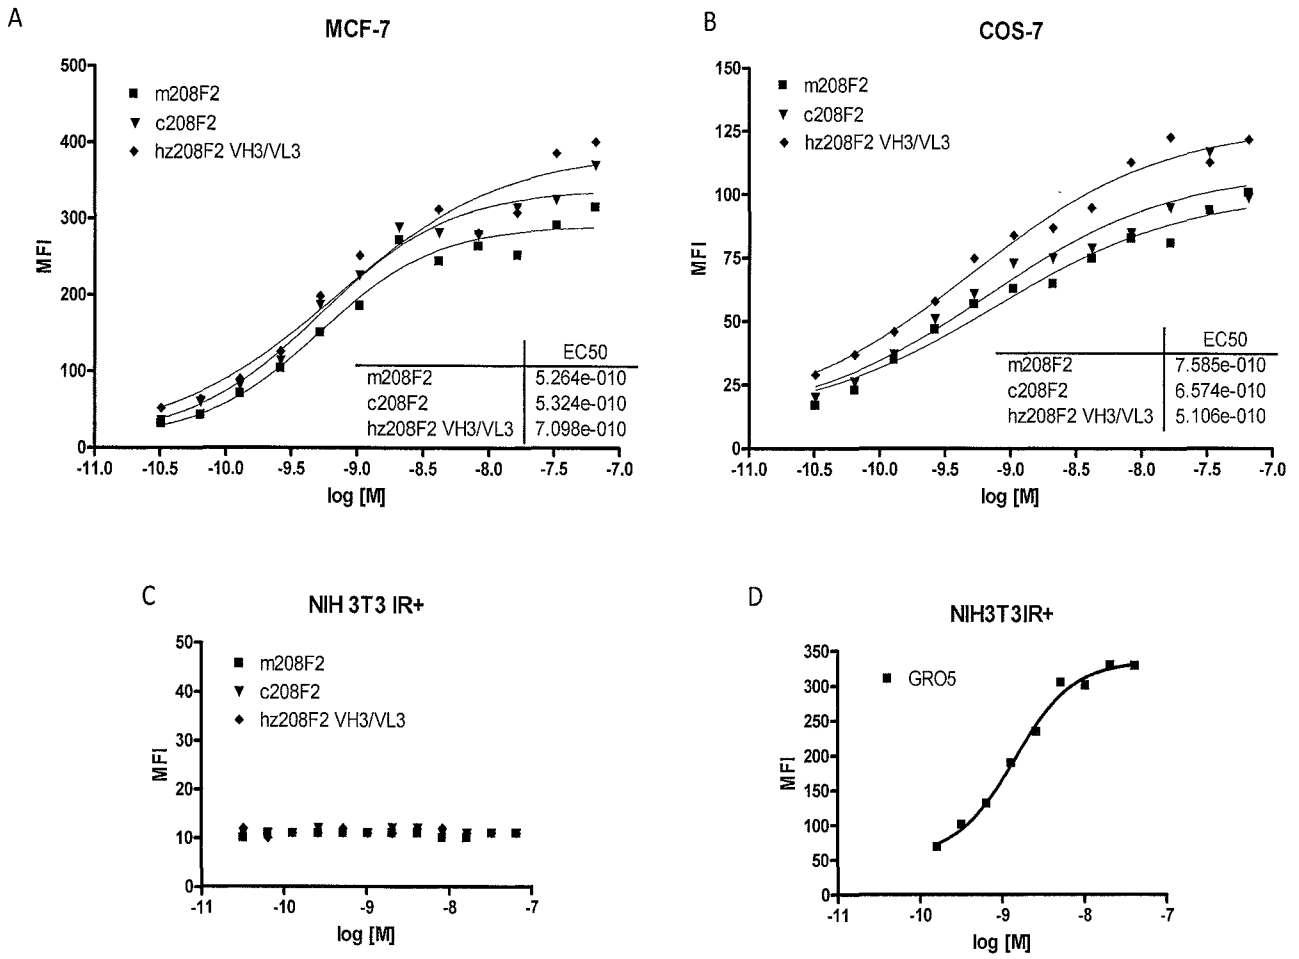 A
MCF-7
500
400
300
200
100
0
MFI
m208F2
c208F2
hz208F2 VH3/VL3
EC50
m208F2 5.264e-010
c208F2 5.324e-010
hz208F2 VH3/VL3 7.098e-010
-11.0 -10.5 -10.0 -9.5 -9.0 -8.5 -8.0 -7.5 -7.0
log [M]
B
COS-7
150
125
100
75
50
25
0
MFI
m208F2
c208F2
hz208F2 VH3/VL3
EC50
m208F2 7.585e-010
c208F2 6.574e-010
hz208F2 VH3/VL3 5.106e-010
-11.0 -10.5 -10.0 -9.5 -9.0 -8.5 -8.0 -7.5 -7.0
log [M]
C
NIH 3T3 IR+
50
40
30
20
10
0
MFI
m208F2
c208F2
hz208F2 VH3/VL3
-11 -10 -9 -8 -7
log [M]
D
NIH3T3IR+
350
300
250
200
150
100
50
0
MFI
GRO5
-11 -10 -9 -8 -7
log [M]